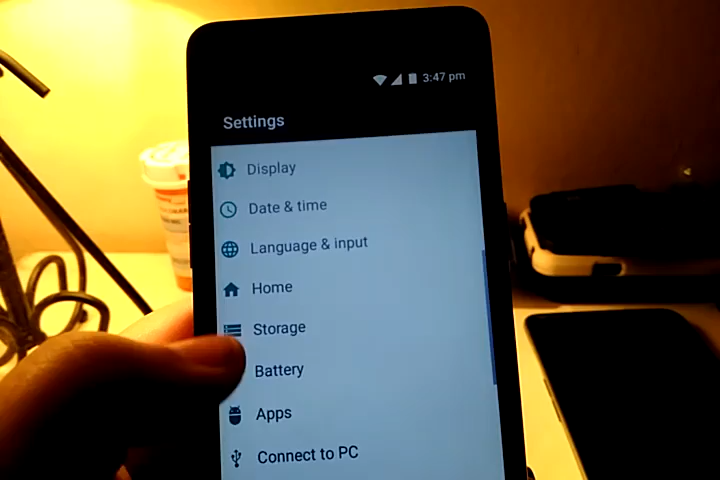 3:47 pm
Settings
Display
Date & time
Language & input
Home
Storage
Battery
Apps
Connect to PC